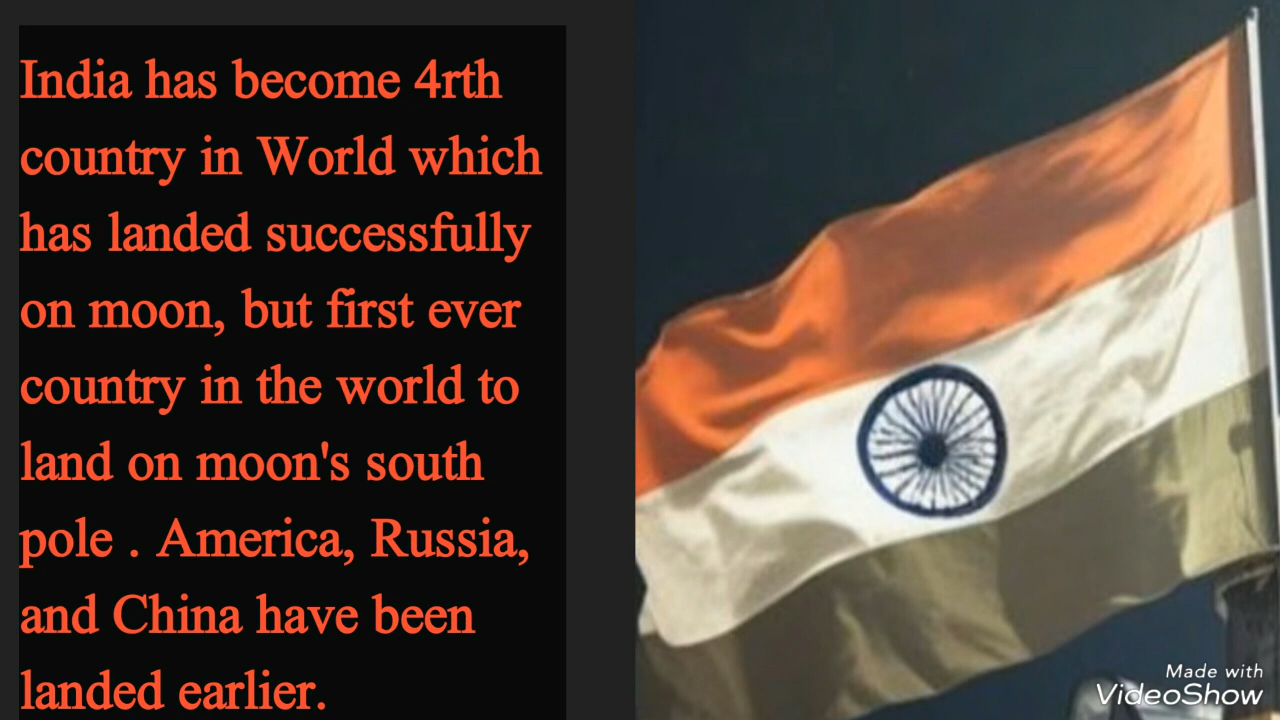 India has become 4rth
country in World which
has landed successfully
on moon, but first ever
country in the world to
land on moon's south
pole . America, Russia,
and China have been
landed earlier.
Made with
VideoShow